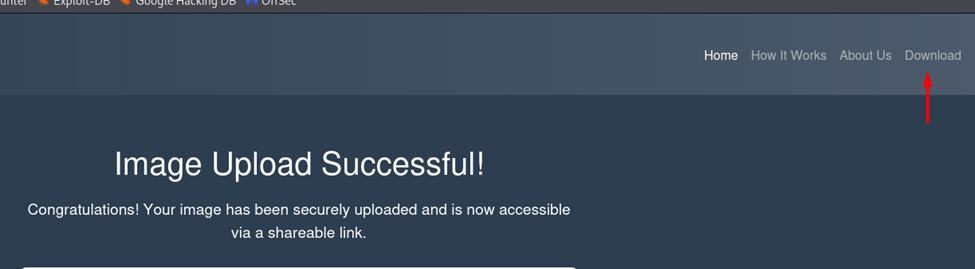 Exploit-DB Google Hacking DB OffSec
Home How It Works About Us Download
Image Upload Successful!
Congratulations! Your image has been securely uploaded and is now accessible
via a shareable link.